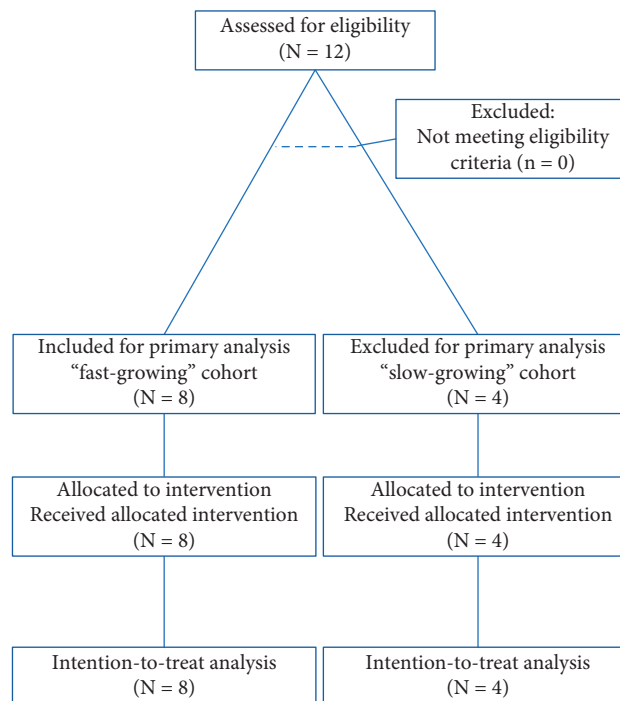 Assessed for eligibility
(N = 12)
Excluded:
Not meeting eligibility
criteria (n = 0)
Included for primary analysis
“fast-growing” cohort
(N = 8)
Excluded for primary analysis
“slow-growing” cohort
(N = 4)
Allocated to intervention
Received allocated intervention
(N = 8)
Allocated to intervention
Received allocated intervention
(N = 4)
Intention-to-treat analysis
(N = 8)
Intention-to-treat analysis
(N = 4)